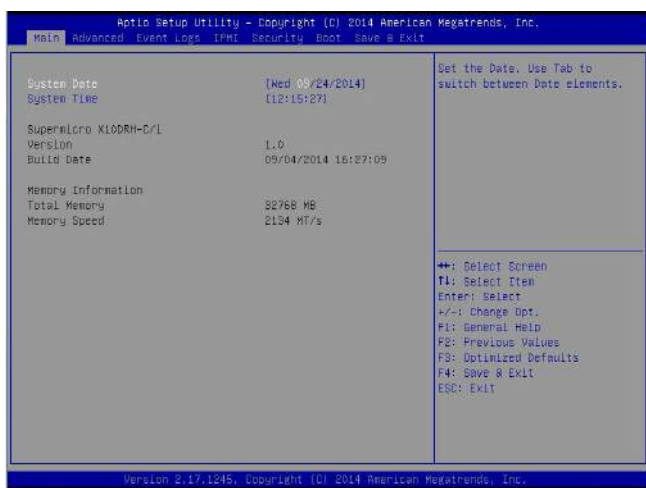 Aptio Setup Utility – Copyright (C) 2014 American Megatrends, Inc.
Main Advanced Event Logs IPMI Security Boot Save & Exit
System Date [Wed 09/24/2014]
System Time [12:15:27]
Supermicro X10DRH-C/i
Version 1.0
Build Date 09/04/2014 16:27:09
Memory Information
Total Memory 32768 MB
Memory Speed 2134 MT/s
Set the Date. Use Tab to
switch between Date elements.
→←: Select Screen
↑↓: Select Item
Enter: Select
+/-: Change Opt.
F1: General Help
F2: Previous Values
F3: Optimized Defaults
F4: Save & Exit
ESC: Exit
Version 2.17.1245. Copyright (C) 2014 American Megatrends, Inc.